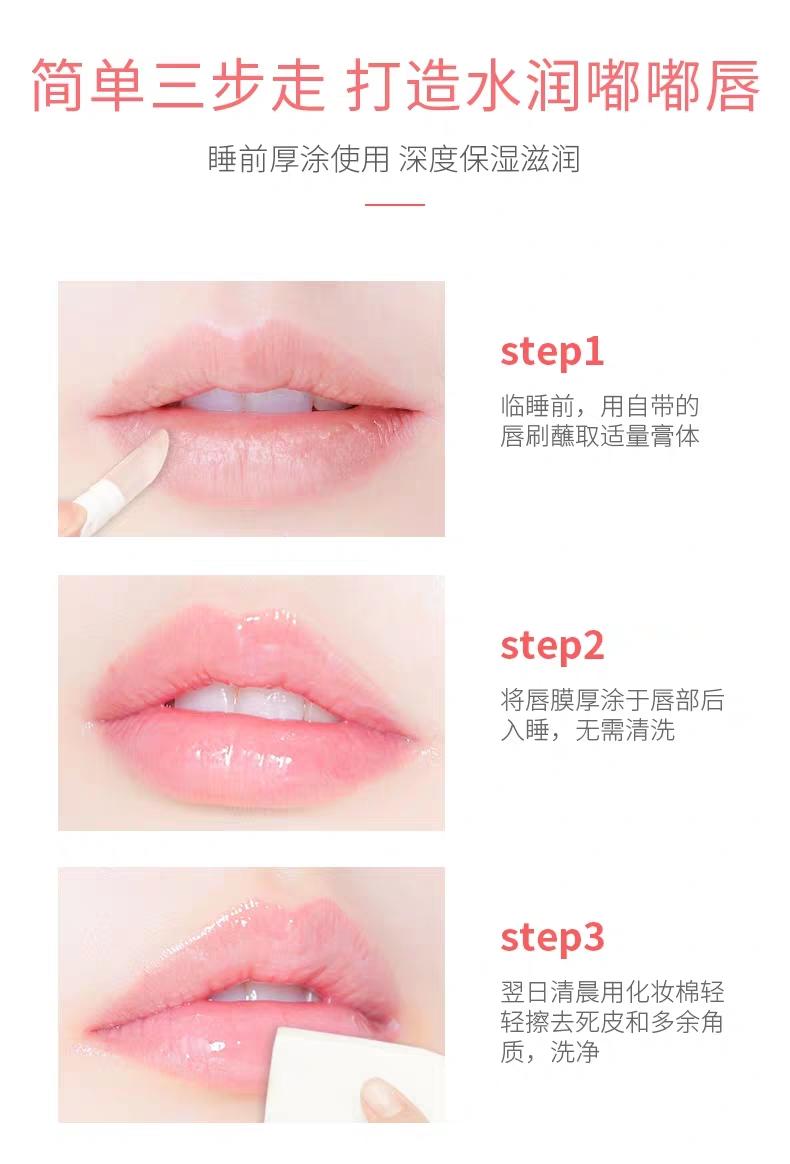 简单三步走 打造水润嘟嘟唇
睡前厚涂使用 深度保湿滋润
step1
临睡前，用自带的
唇刷蘸取适量膏体
step2
将唇膜厚涂于唇部后
入睡，无需清洗
step3
翌日清晨用化妆棉轻
轻擦去死皮和多余角
质，洗净